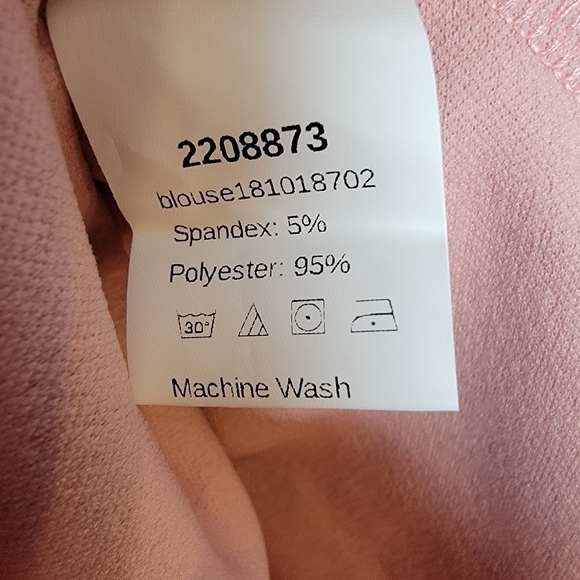 2208873
blouse181018702
Spandex: 5%
Polyester: 95%
30°
Machine Wash